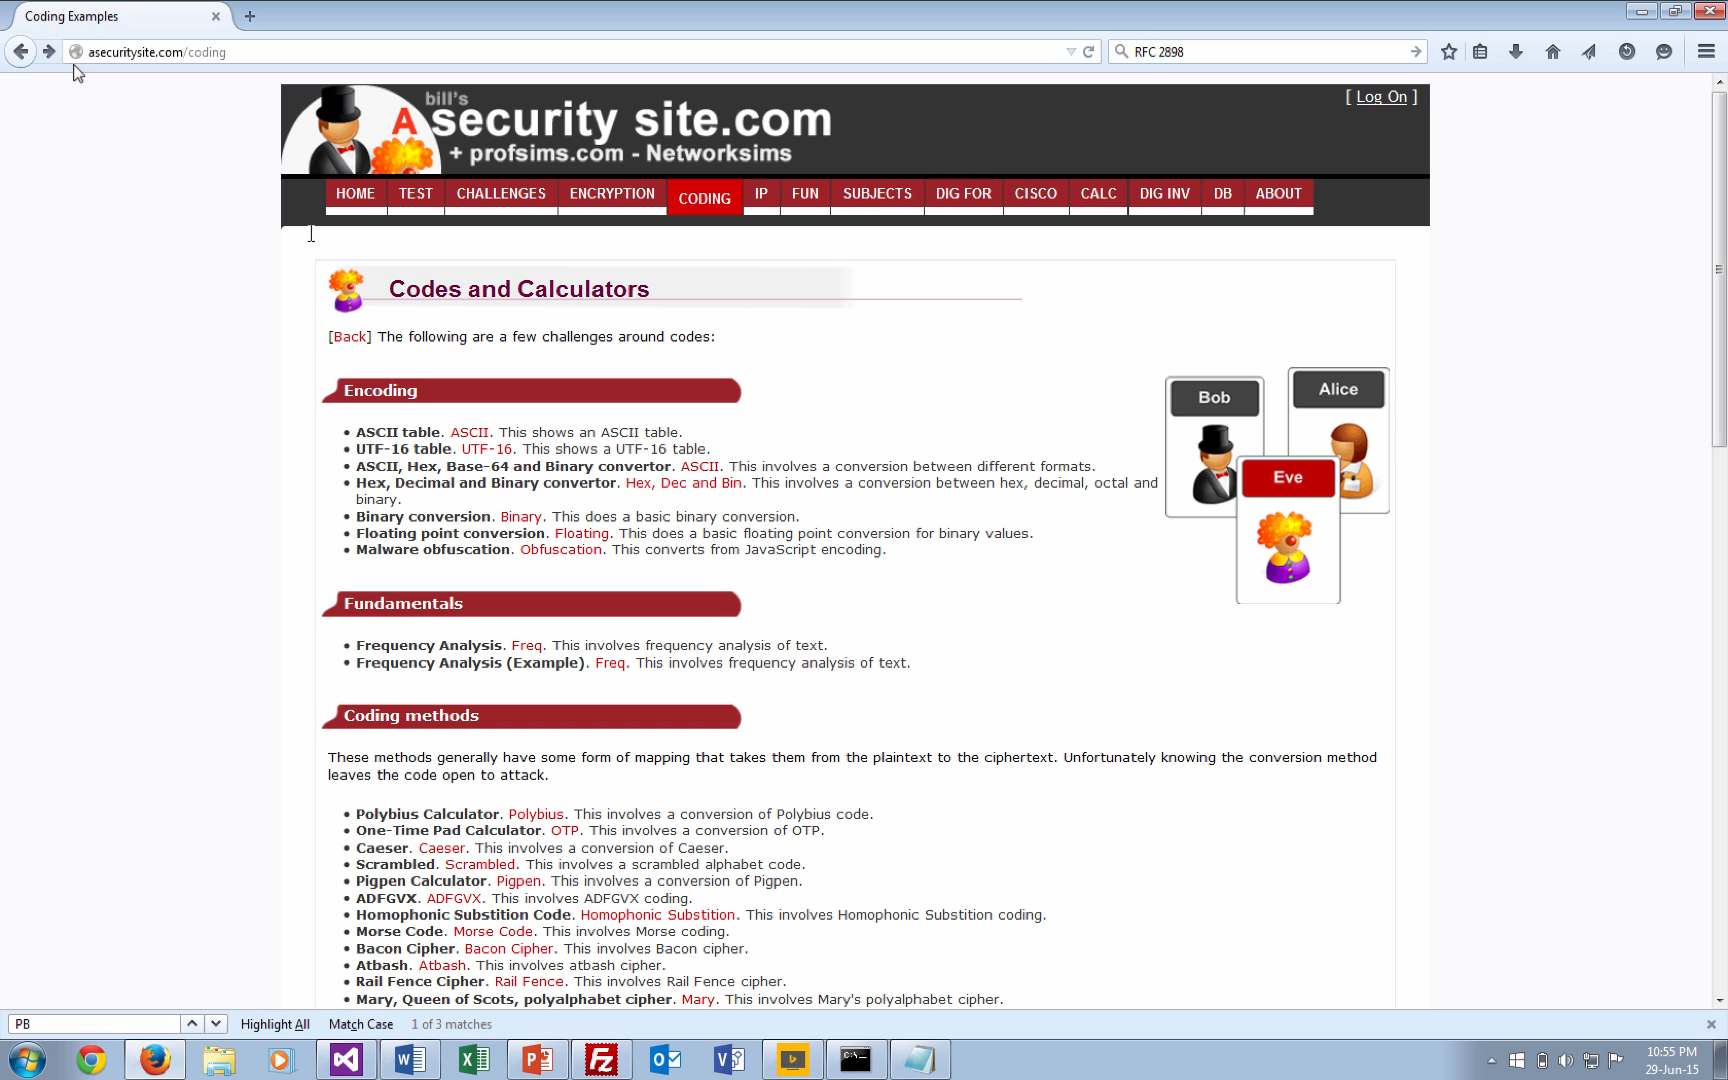 Coding Examples
asecuritysite.com/coding
RFC 2898
[ Log On ]
bill's
A security site.com
+ profsims.com - Networksims
HOME TEST CHALLENGES ENCRYPTION CODING IP FUN SUBJECTS DIG FOR CISCO CALC DIG INV DB ABOUT
Codes and Calculators
[Back] The following are a few challenges around codes:
Bob
Alice
Eve
Encoding
ASCII table. ASCII. This shows an ASCII table.
UTF-16 table. UTF-16. This shows a UTF-16 table.
ASCII, Hex, Base-64 and Binary convertor. ASCII. This involves a conversion between different formats.
Hex, Decimal and Binary convertor. Hex, Dec and Bin. This involves a conversion between hex, decimal, octal and
binary.
Binary conversion. Binary. This does a basic binary conversion.
Floating point conversion. Floating. This does a basic floating point conversion for binary values.
Malware obfuscation. Obfuscation. This converts from JavaScript encoding.
Fundamentals
Frequency Analysis. Freq. This involves frequency analysis of text.
Frequency Analysis (Example). Freq. This involves frequency analysis of text.
Coding methods
These methods generally have some form of mapping that takes them from the plaintext to the ciphertext. Unfortunately knowing the conversion method
leaves the code open to attack.
Polybius Calculator. Polybius. This involves a conversion of Polybius code.
One-Time Pad Calculator. OTP. This involves a conversion of OTP.
Caeser. Caeser. This involves a conversion of Caeser.
Scrambled. Scrambled. This involves a scrambled alphabet code.
Pigpen Calculator. Pigpen. This involves a conversion of Pigpen.
ADFGVX. ADFGVX. This involves ADFGVX coding.
Homophonic Substition Code. Homophonic Substition. This involves Homophonic Substition coding.
Morse Code. Morse Code. This involves Morse coding.
Bacon Cipher. Bacon Cipher. This involves Bacon cipher.
Atbash. Atbash. This involves atbash cipher.
Rail Fence Cipher. Rail Fence. This involves Rail Fence cipher.
Mary, Queen of Scots, polyalphabet cipher. Mary. This involves Mary's polyalphabet cipher.
PB Highlight All Match Case 1 of 3 matches
10:55 PM
29-Jun-15